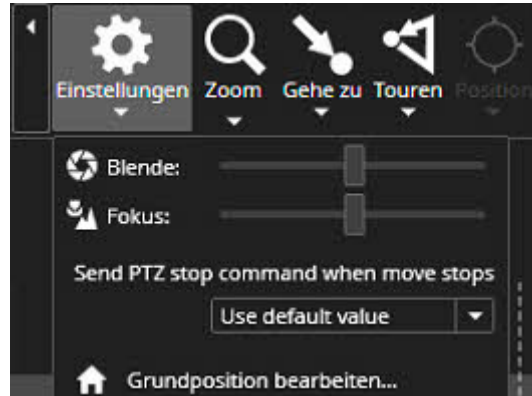 Einstellungen Zoom Gehe zu Touren Position
Blende:
Fokus:
Send PTZ stop command when move stops
Use default value
Grundposition bearbeiten...